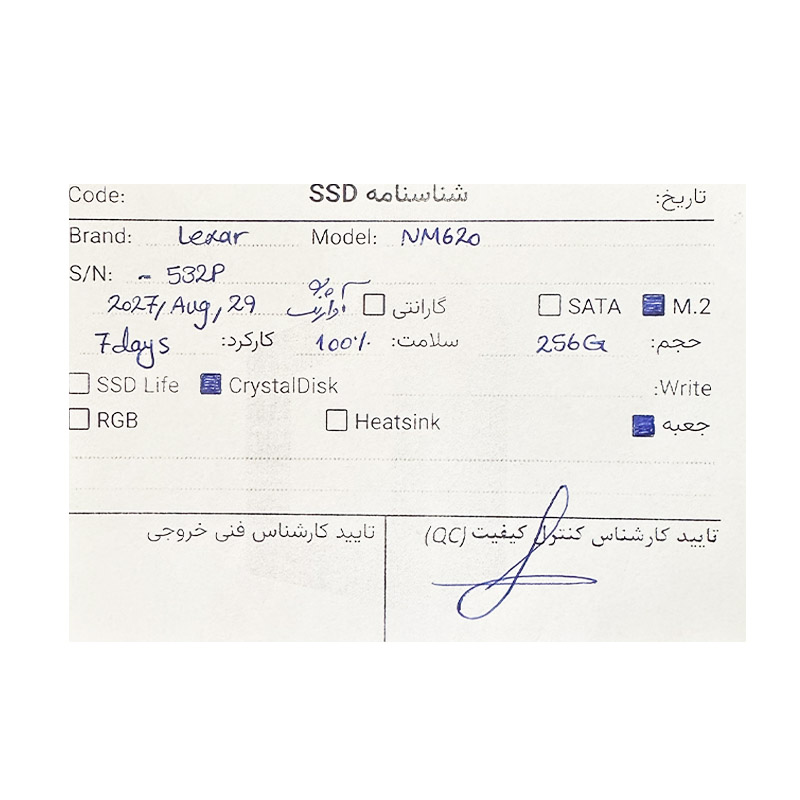 تاریخ: شناسنامه SSD Code:
Brand: Lexar Model: NM620
S/N: - 532P
M.2 SATA گارانتی آواژنگ 2027, Aug, 29
حجم: 256G سلامت: 100% کارکرد: 7days
Write: CrystalDisk SSD Life
جعبه Heatsink RGB
تایید کارشناس کنترل کیفیت (QC) تایید کارشناس فنی خروجی